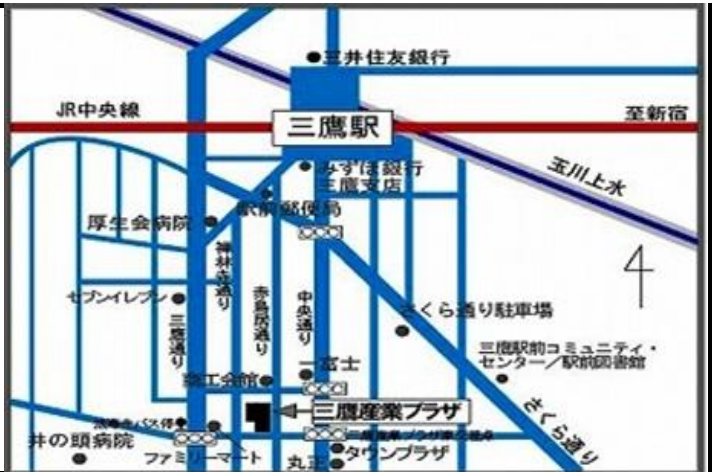 三井住友銀行
JR中央線
至新宿
三鷹駅
みずほ銀行
三鷹支店
玉川上水
駅前郵便局
厚生会病院
禅林寺通り
セブンイレブン
赤鳥居通り
中央通り
三鷹通り
さくら通り駐車場
三鷹駅前コミュニティ・
センター/駅前図書館
一富士
商工会館
三鷹産業プラザ
さくら通り
井の頭病院
ファミリーマート
タウンプラザ
丸正